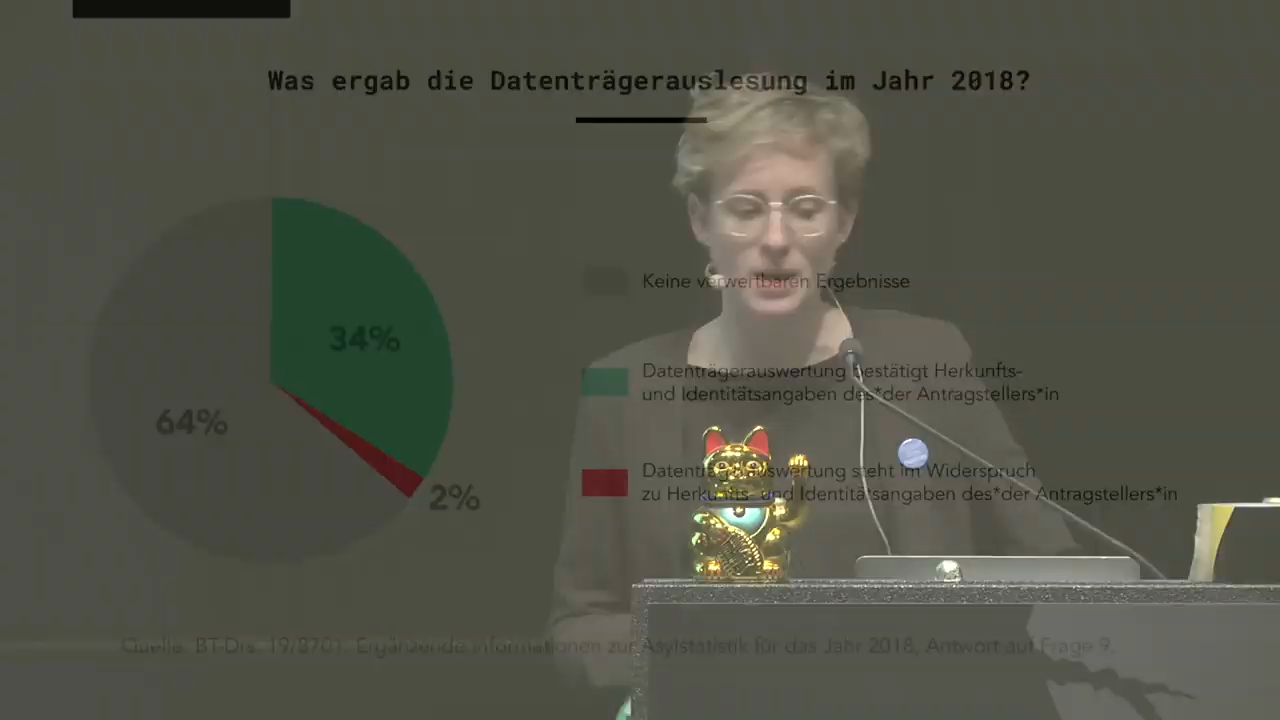 Was ergab die Datenträgerauslesung im Jahr 2018?
34%
64%
2%
Keine verwertbaren Ergebnisse
Datenträgerauswertung bestätigt Herkunfts-
und Identitätsangaben des*der Antragstellers*in
Datenträgerauswertung steht im Widerspruch
zu Herkunfts- und Identitätsangaben des*der Antragstellers*in
Quelle: BT-Drs. 19/8701, Ergänzende Informationen zur Asylstatistik für das Jahr 2018, Antwort auf Frage 9.